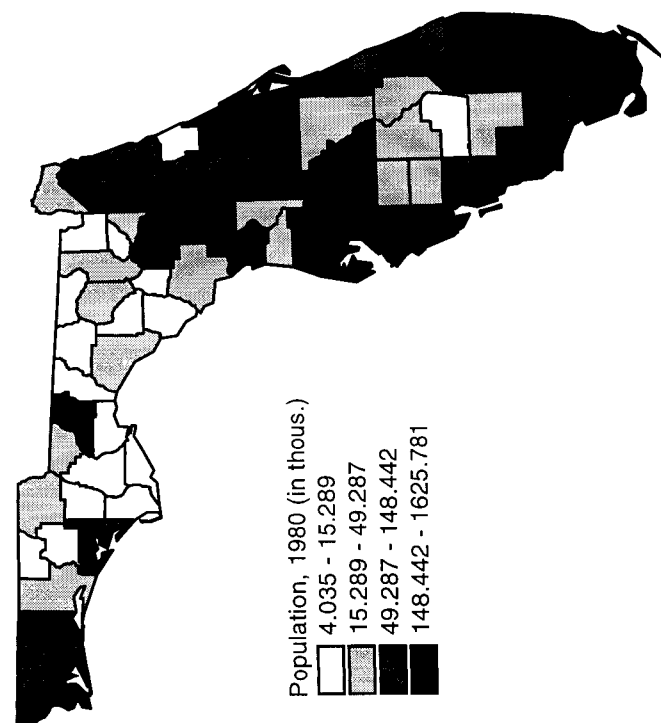 Population, 1980 (in thous.)
4.035 - 15.289
15.289 - 49.287
49.287 - 148.442
148.442 - 1625.781